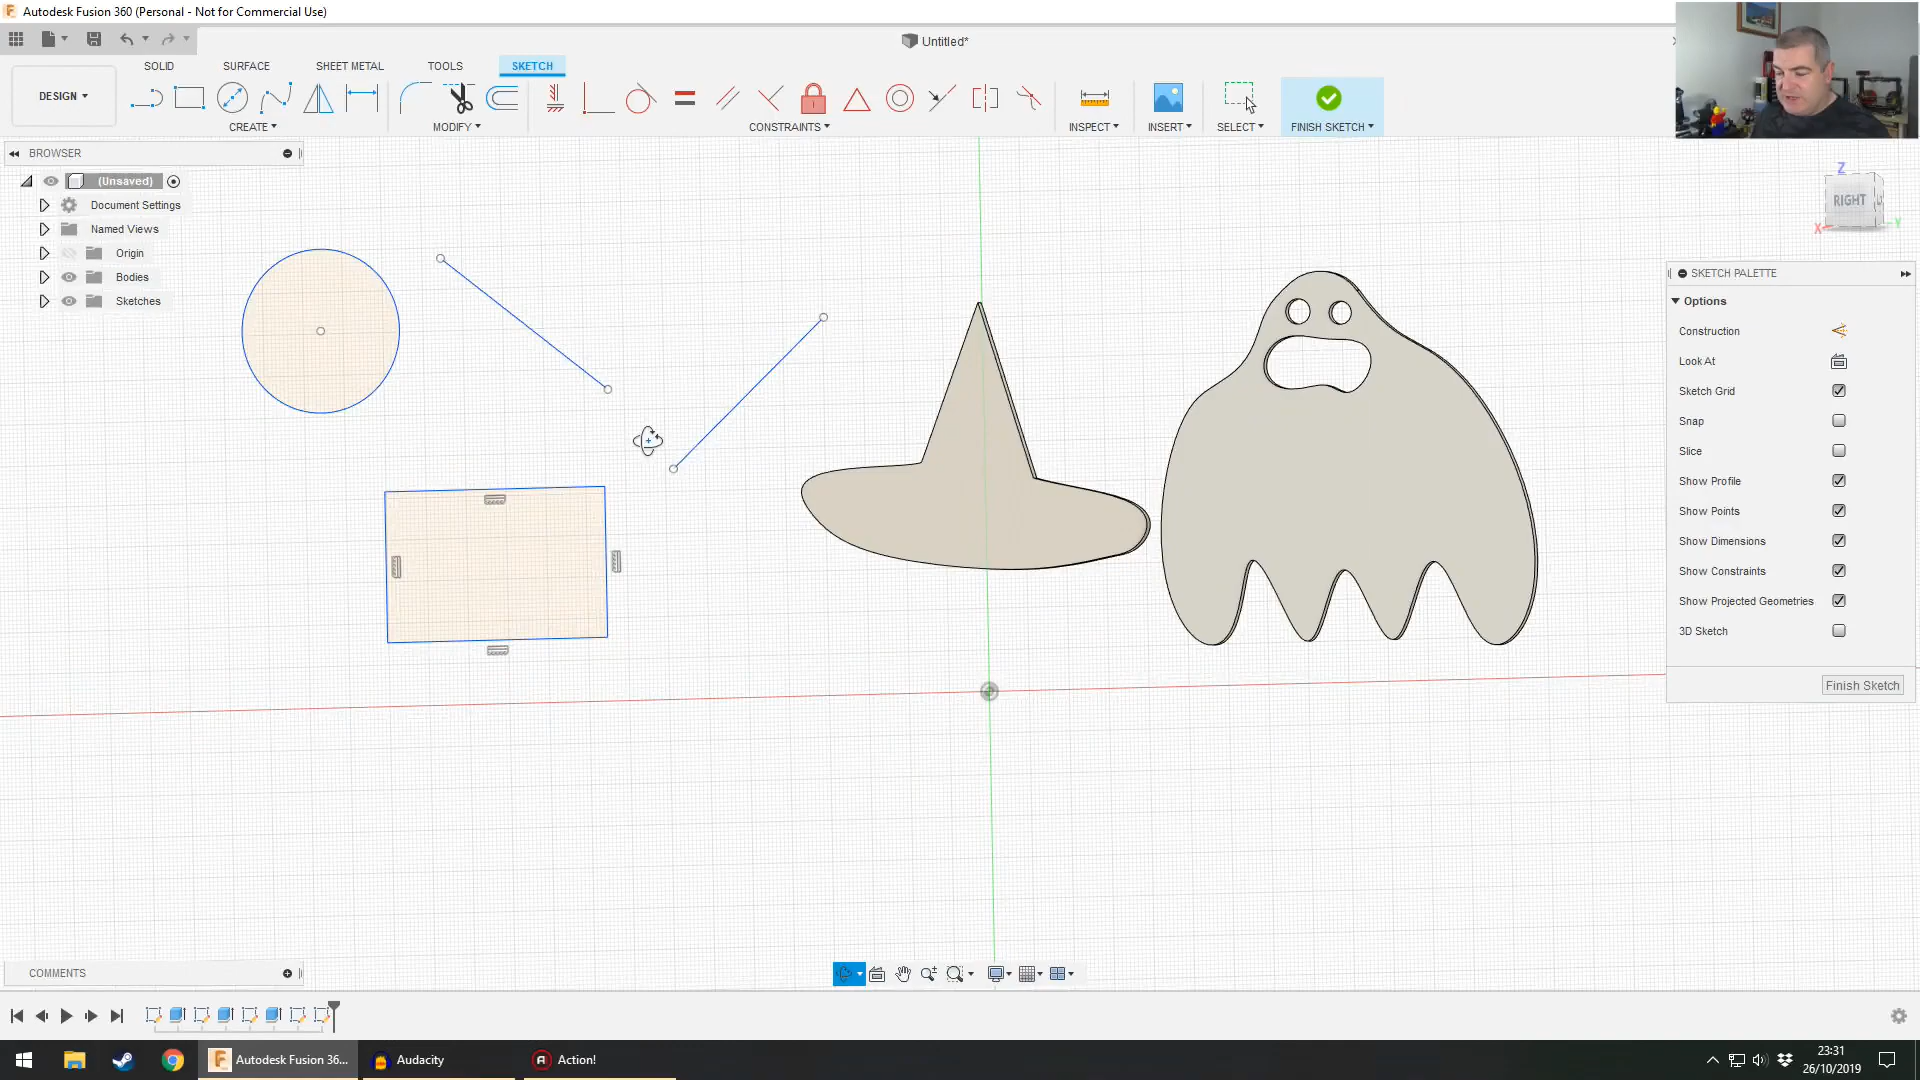 Autodesk Fusion 360 (Personal - Not for Commercial Use)
Untitled*
SOLID
SURFACE
SHEET METAL
TOOLS
SKETCH
DESIGN
CREATE
MODIFY
CONSTRAINTS
INSPECT
INSERT
SELECT
FINISH SKETCH
BROWSER
(Unsaved)
Document Settings
Named Views
Origin
Bodies
Sketches
Z
RIGHT
X
Y
SKETCH PALETTE
Options
Construction
Look At
Sketch Grid
Snap
Slice
Show Profile
Show Points
Show Dimensions
Show Constraints
Show Projected Geometries
3D Sketch
Finish Sketch
COMMENTS
Autodesk Fusion 36...
Audacity
Action!
23:31
26/10/2019